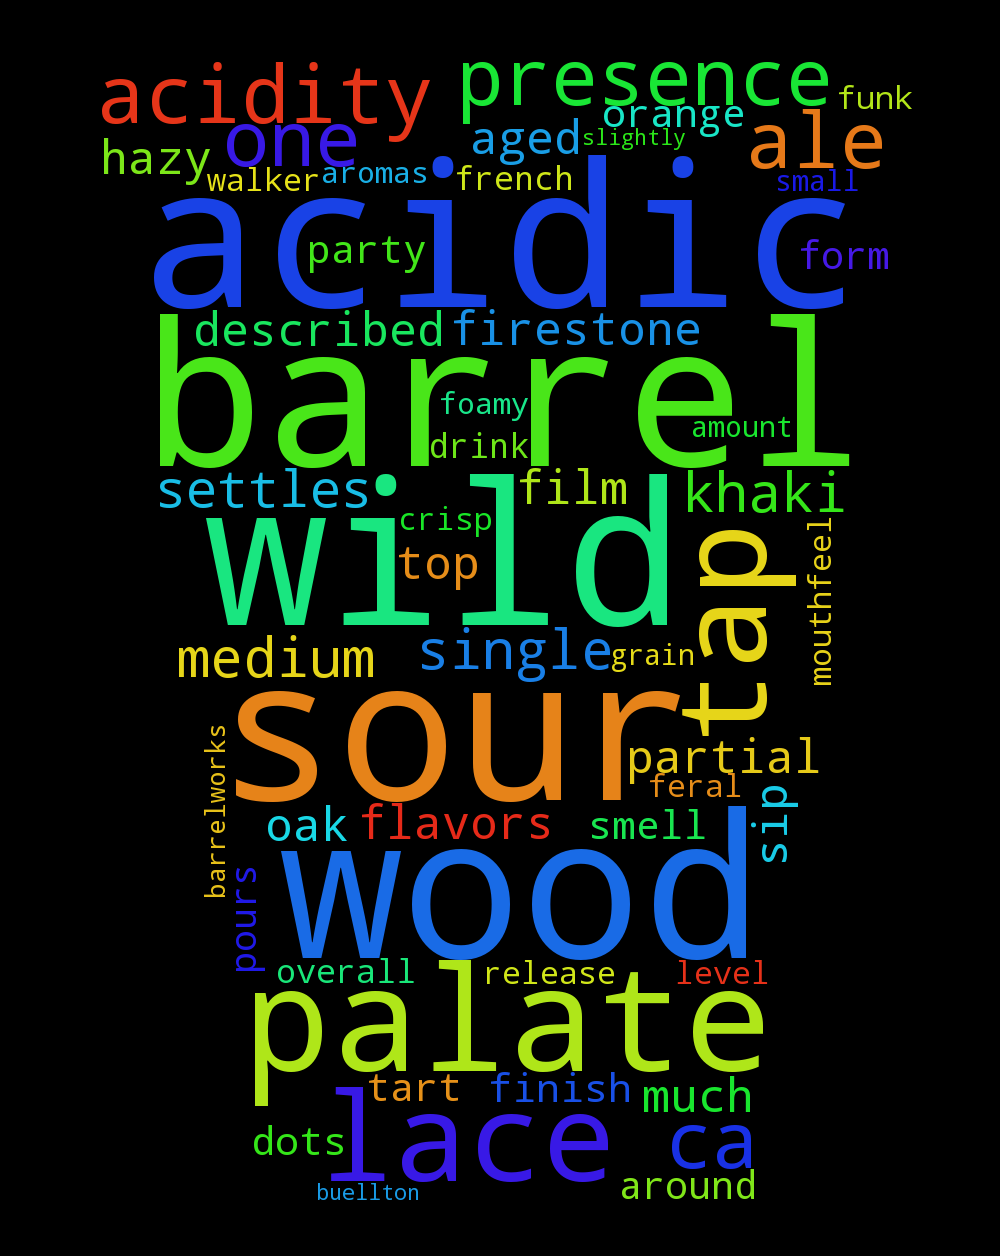 acidity presence funk
orange
hazy one aged slightly ale
walker aromas french small
acidic
party form
described firestone
barrel
foamy
drink amount
settles film khaki
wild
crisp
top
tap
mouthfeel
medium single grain
sour
partial
feral
barrelworks
oak flavors smell sip
wood
pours
overall release level
palate
tart finish much
lace
dots ca
buellton around